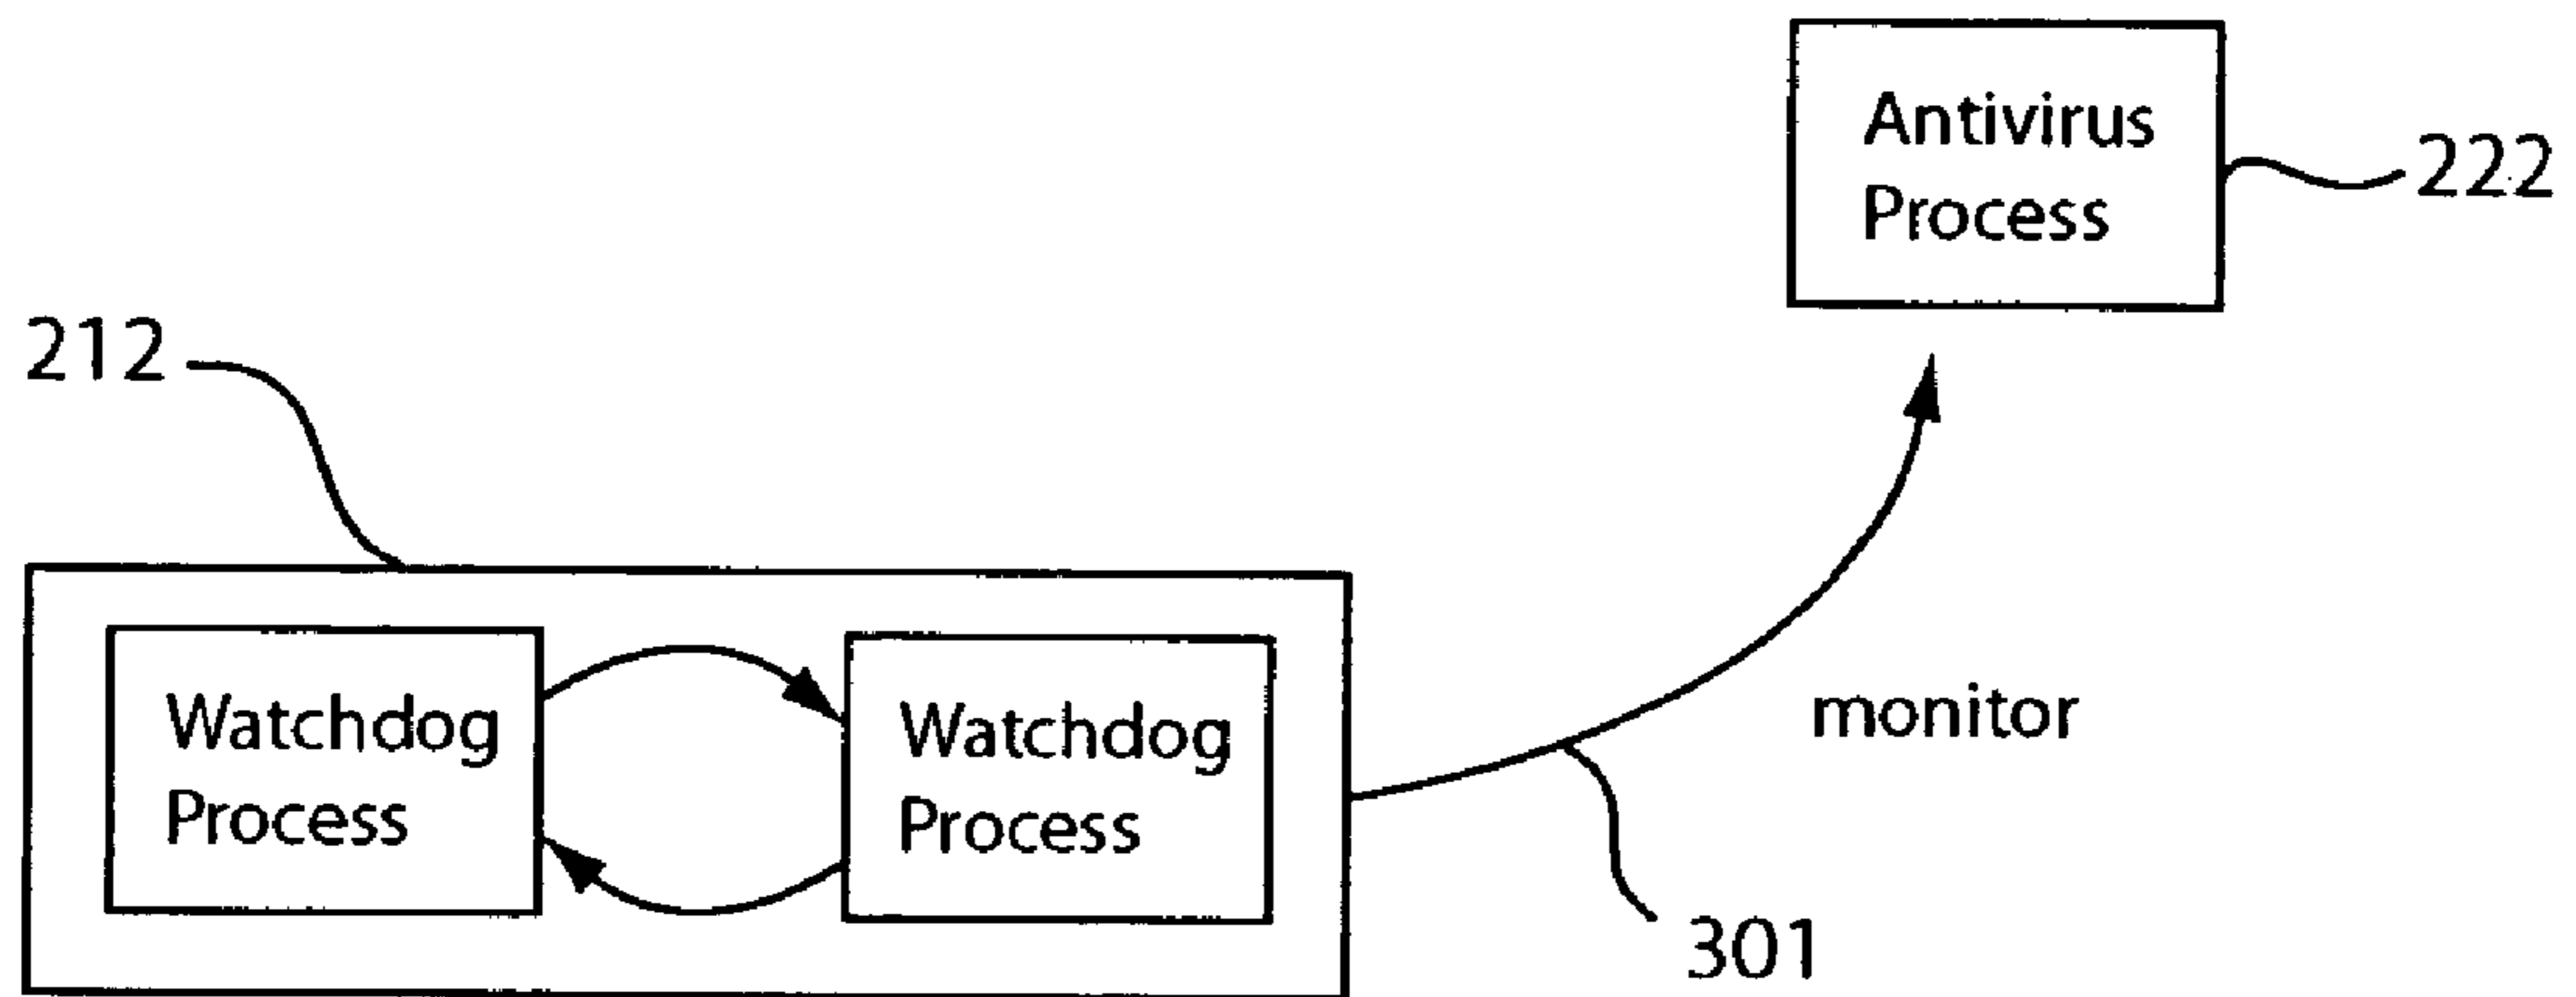 Antivirus
Process
222
212
Watchdog
Process
Watchdog
Process
monitor
301